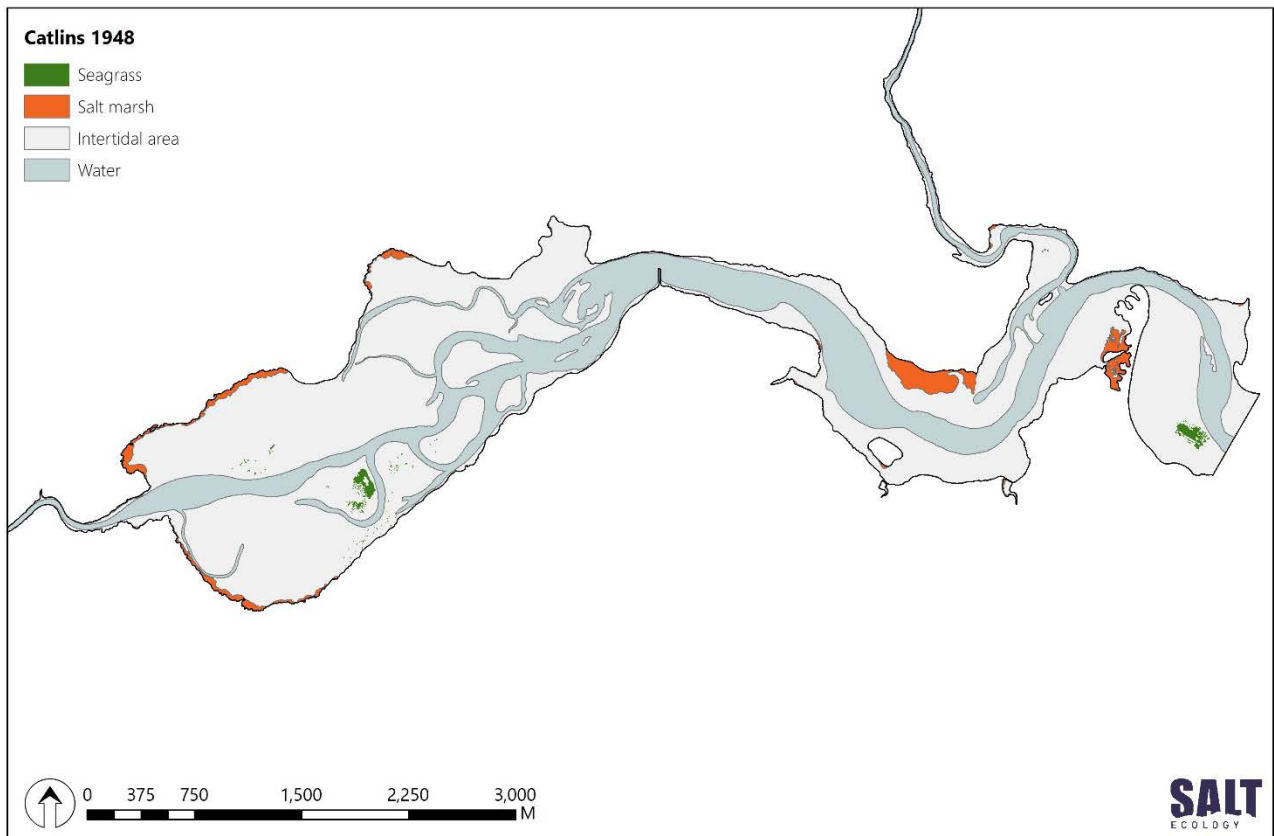 Catlins 1948
Seagrass
Salt marsh
Intertidal area
Water
0 375 750 1,500 2,250 3,000
M
SALT
ECOLOGY